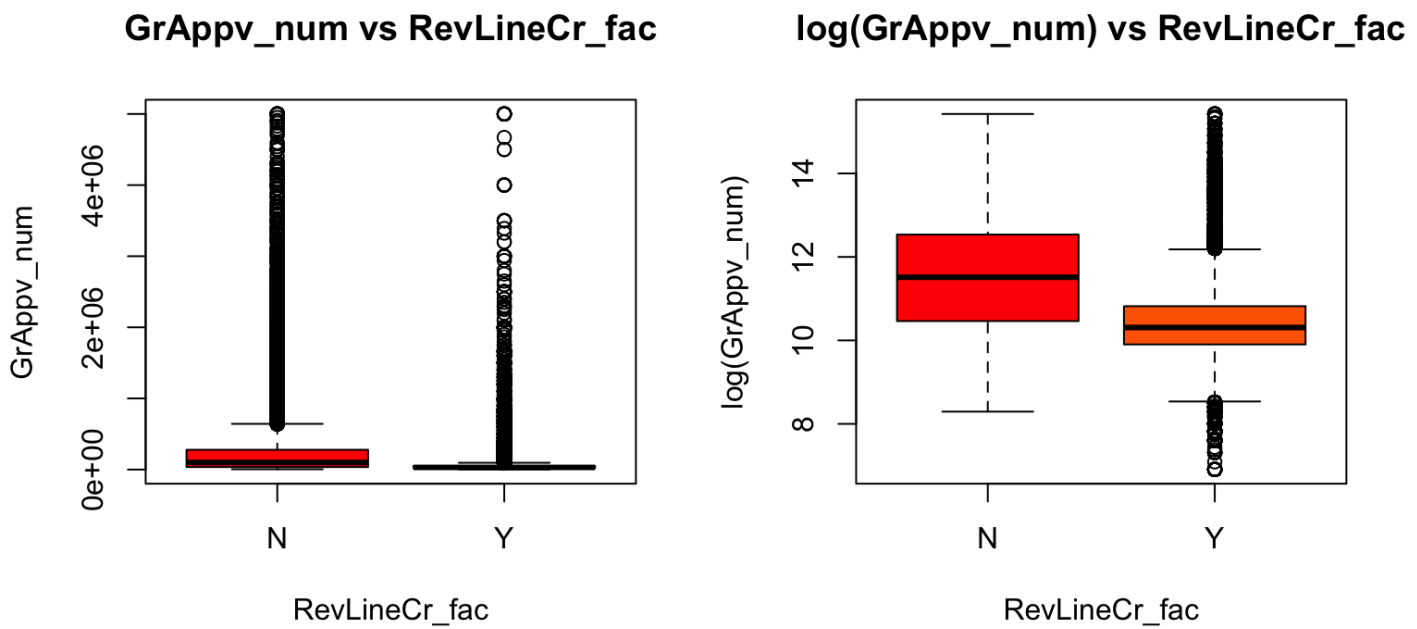 GrAppv_num vs RevLineCr_fac
GrAppv_num
4e+06
2e+06
0e+00
N
Y
RevLineCr_fac
log(GrAppv_num) vs RevLineCr_fac
log(GrAppv_num)
14
12
10
8
N
Y
RevLineCr_fac